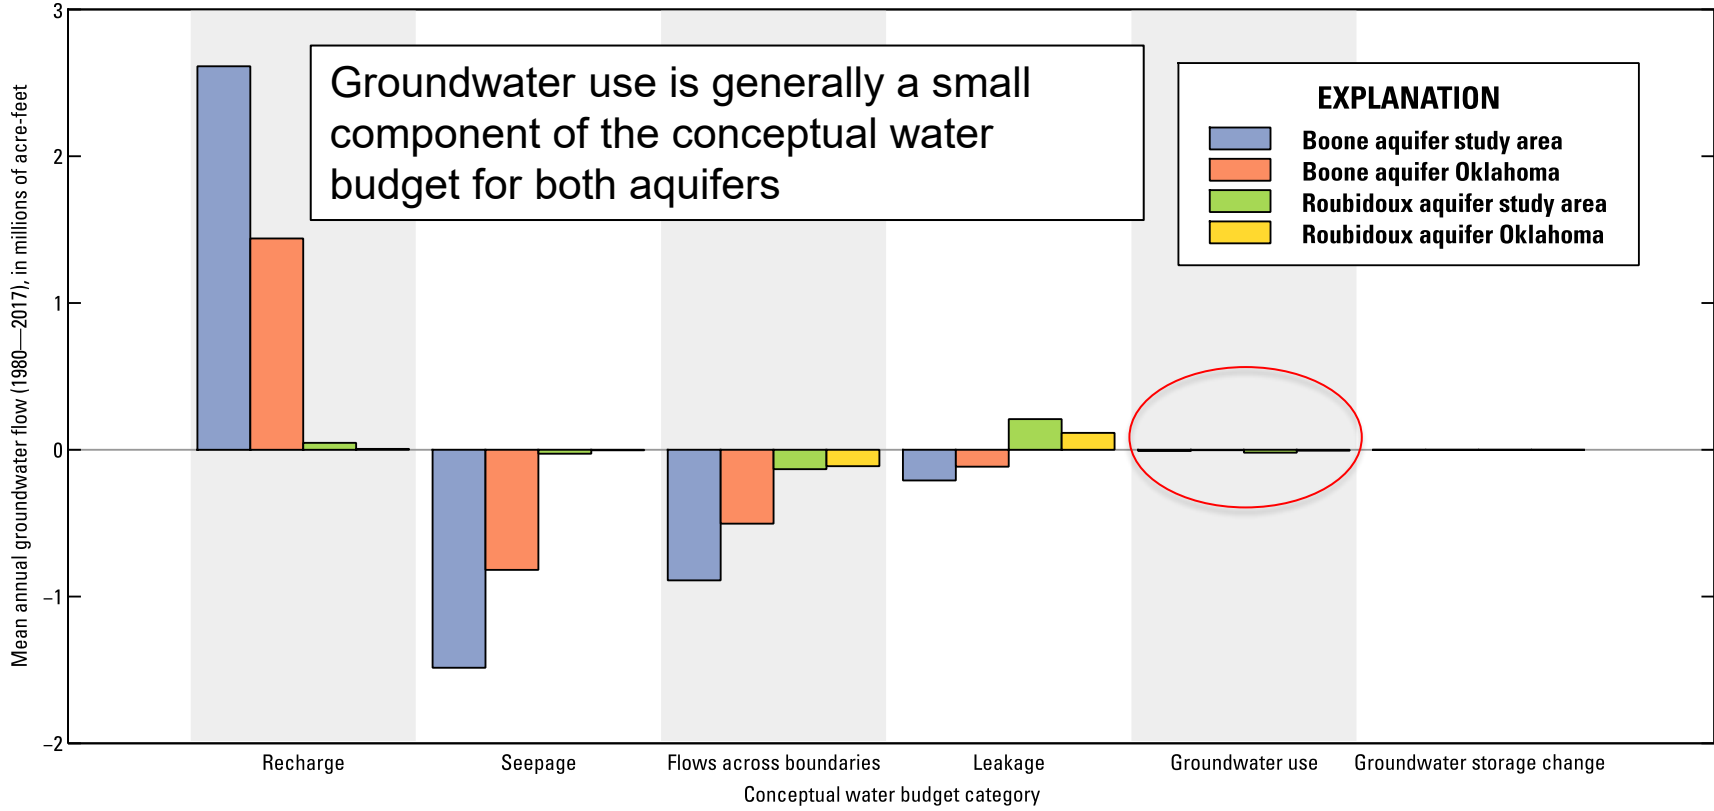 Groundwater use is generally a small
component of the conceptual water
budget for both aquifers
EXPLANATION
Boone aquifer study area
Boone aquifer Oklahoma
Roubidoux aquifer study area
Roubidoux aquifer Oklahoma
Mean annual groundwater flow (1980—2017), in millions of acre-feet
3
2
1
0
–1
–2
Recharge
Seepage
Flows across boundaries
Leakage
Groundwater use
Groundwater storage change
Conceptual water budget category